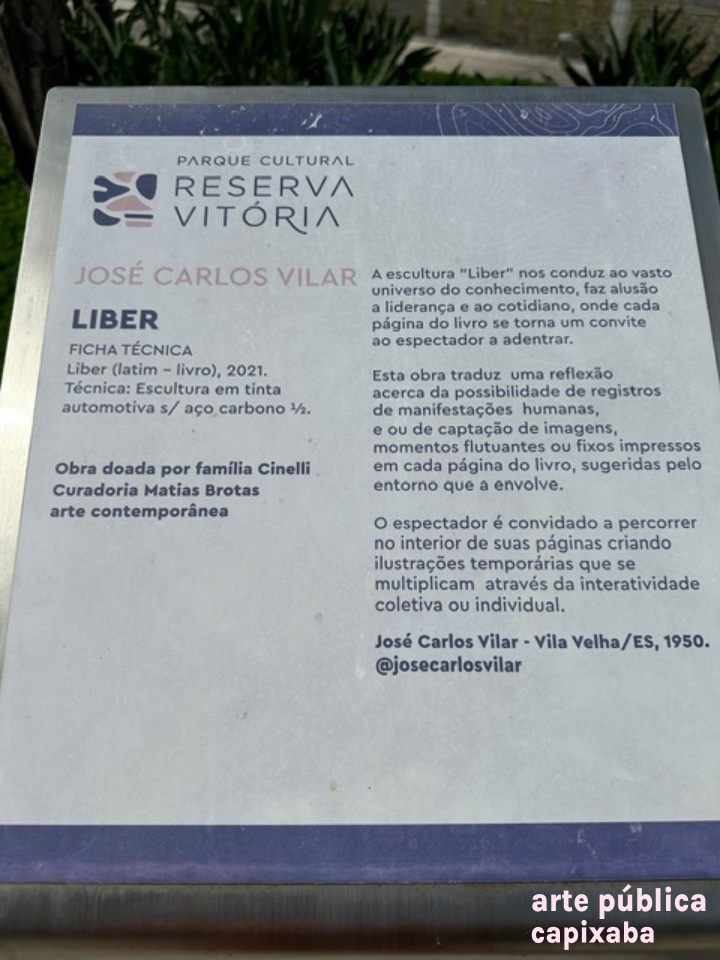 PARQUE CULTURAL
RESERVA
VITÓRIA
JOSÉ CARLOS VILAR
LIBER
FICHA TÉCNICA
Liber (latim – livro), 2021.
Técnica: Escultura em tinta
automotiva s/ aço carbono ½.
Obra doada por família Cinelli
Curadoria Matias Brotas
arte contemporânea
A escultura "Liber" nos conduz ao vasto
universo do conhecimento, faz alusão
a liderança e ao cotidiano, onde cada
página do livro se torna um convite
ao espectador a adentrar.
Esta obra traduz uma reflexão
acerca da possibilidade de registros
de manifestações humanas,
e ou de captação de imagens,
momentos flutuantes ou fixos impressos
em cada página do livro, sugeridas pelo
entorno que a envolve.
O espectador é convidado a percorrer
no interior de suas páginas criando
ilustrações temporárias que se
multiplicam através da interatividade
coletiva ou individual.
José Carlos Vilar - Vila Velha/ES, 1950.
@josecarlosvilar
arte pública
capixaba